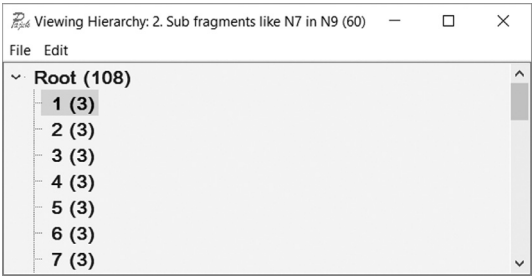 Viewing Hierarchy: 2. Sub fragments like N7 in N9 (60)
File Edit
Root (108)
1 (3)
2 (3)
3 (3)
4 (3)
5 (3)
6 (3)
7 (3)